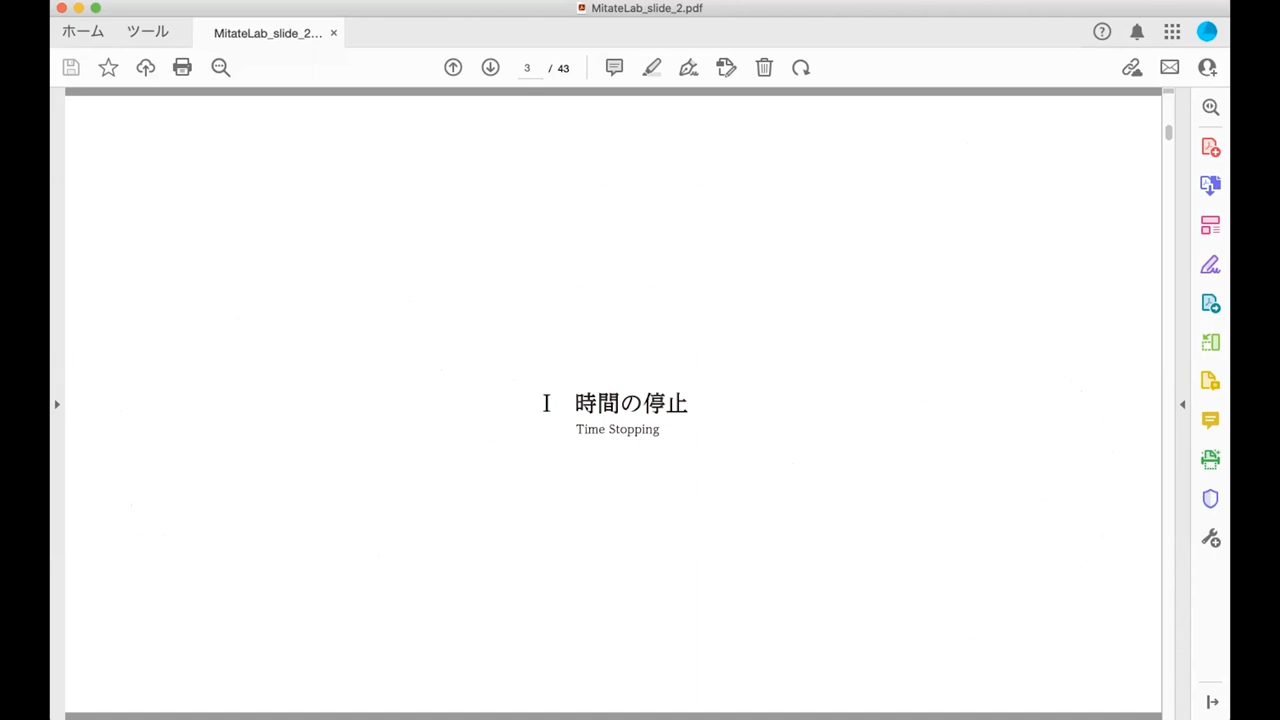 MitateLab_slide_2.pdf
ホーム ツール MitateLab_slide_2... ×
3 / 43
I 時間の停止
Time Stopping